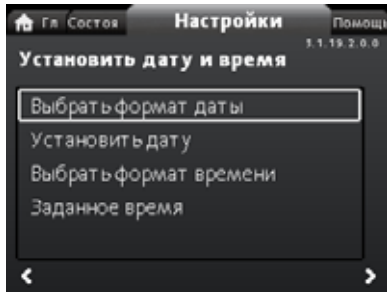 Гл Состоя Настройки Помощь
3.1.19.2.0.0
Установить дату и время
Выбрать формат даты
Установить дату
Выбрать формат времени
Заданное время